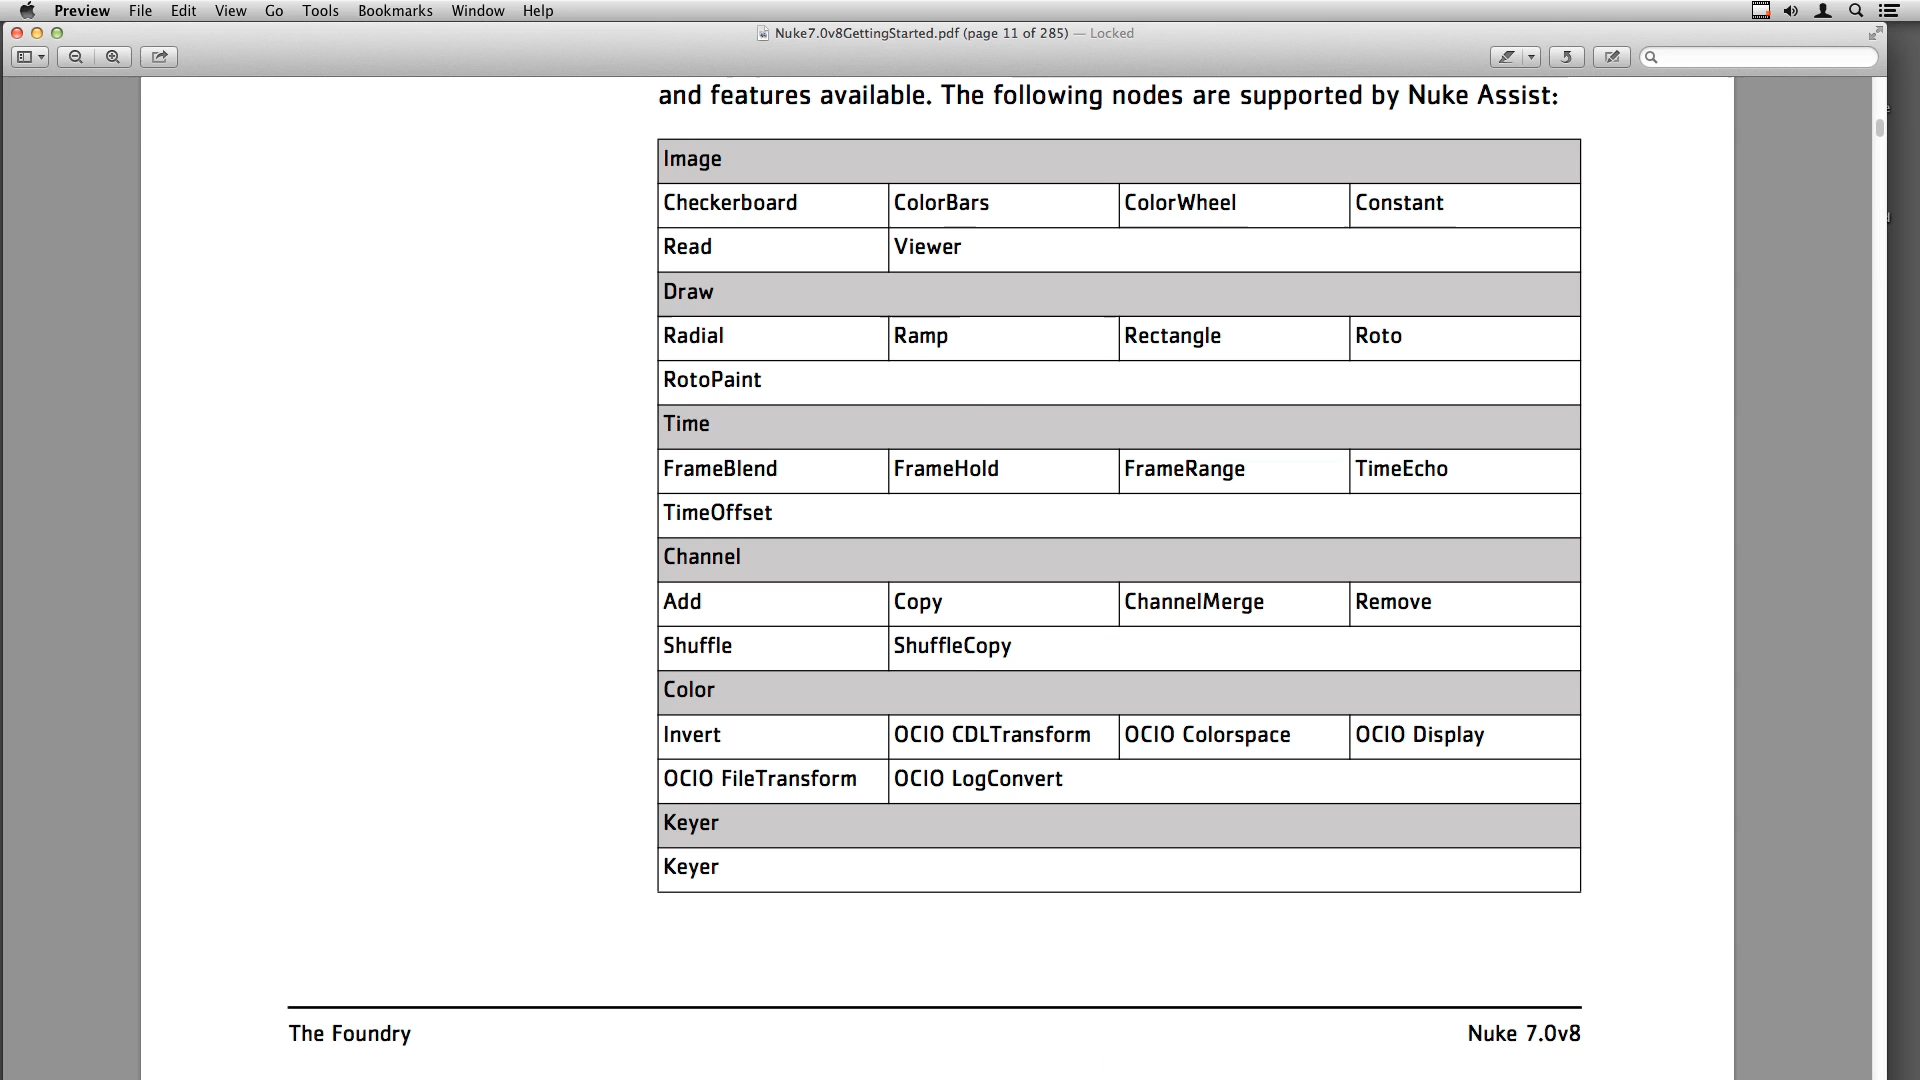 Preview File Edit View Go Tools Bookmarks Window Help
Nuke7.0v8GettingStarted.pdf (page 11 of 285) — Locked
and features available. The following nodes are supported by Nuke Assist:
Image
Checkerboard ColorBars ColorWheel Constant
Read Viewer
Draw
Radial Ramp Rectangle Roto
RotoPaint
Time
FrameBlend FrameHold FrameRange TimeEcho
TimeOffset
Channel
Add Copy ChannelMerge Remove
Shuffle ShuffleCopy
Color
Invert OCIO CDLTransform OCIO Colorspace OCIO Display
OCIO FileTransform OCIO LogConvert
Keyer
Keyer
The Foundry Nuke 7.0v8